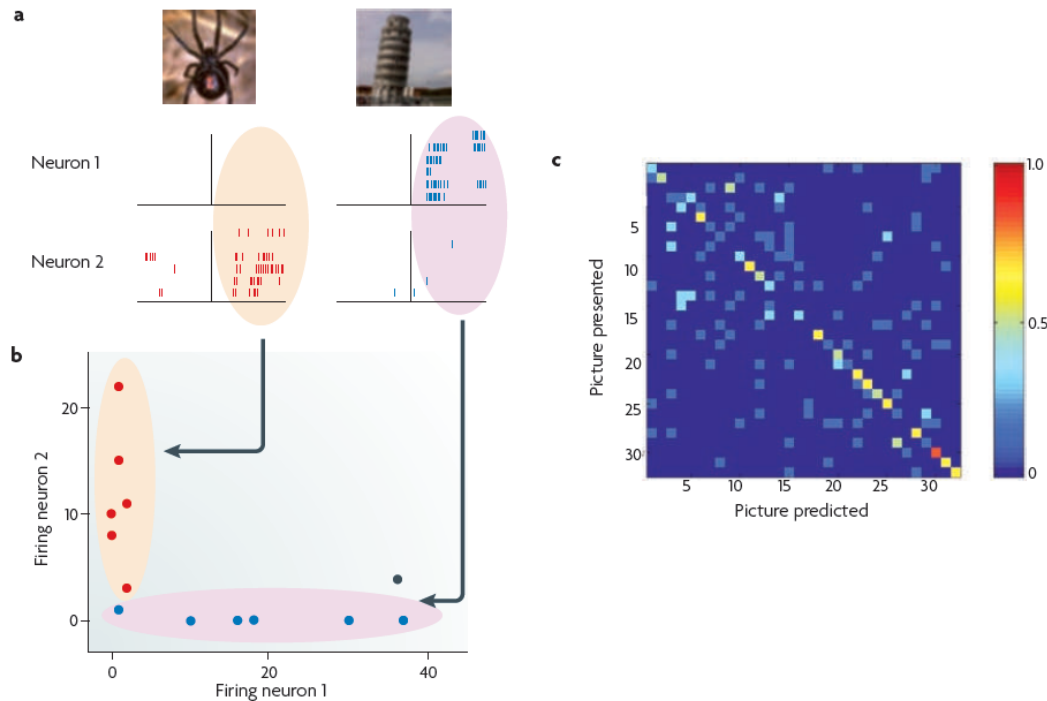 a
Neuron 1
Neuron 2
b
20
10
0
Firing neuron 2
0 20 40
Firing neuron 1
c
5
10
15
20
25
30
Picture presented
5 10 15 20 25 30
Picture predicted
1.0
0.5
0